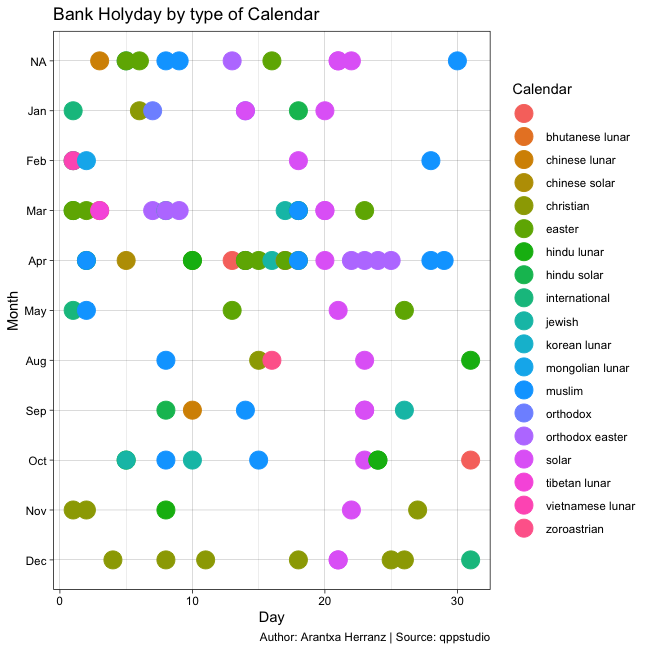 Bank Holyday by type of Calendar
NA
Jan
Feb
Mar
Apr
May
Aug
Sep
Oct
Nov
Dec
Month
0 10 20 30
Day
Calendar
bhutanese lunar
chinese lunar
chinese solar
christian
easter
hindu lunar
hindu solar
international
jewish
korean lunar
mongolian lunar
muslim
orthodox
orthodox easter
solar
tibetan lunar
vietnamese lunar
zoroastrian
Author: Arantxa Herranz | Source: qppstudio